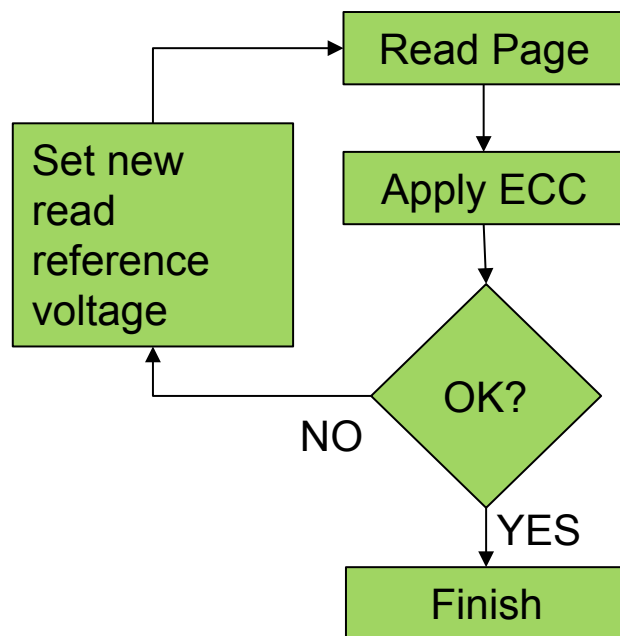 Read Page
Set new
read
reference
voltage
Apply ECC
OK?
NO
YES
Finish